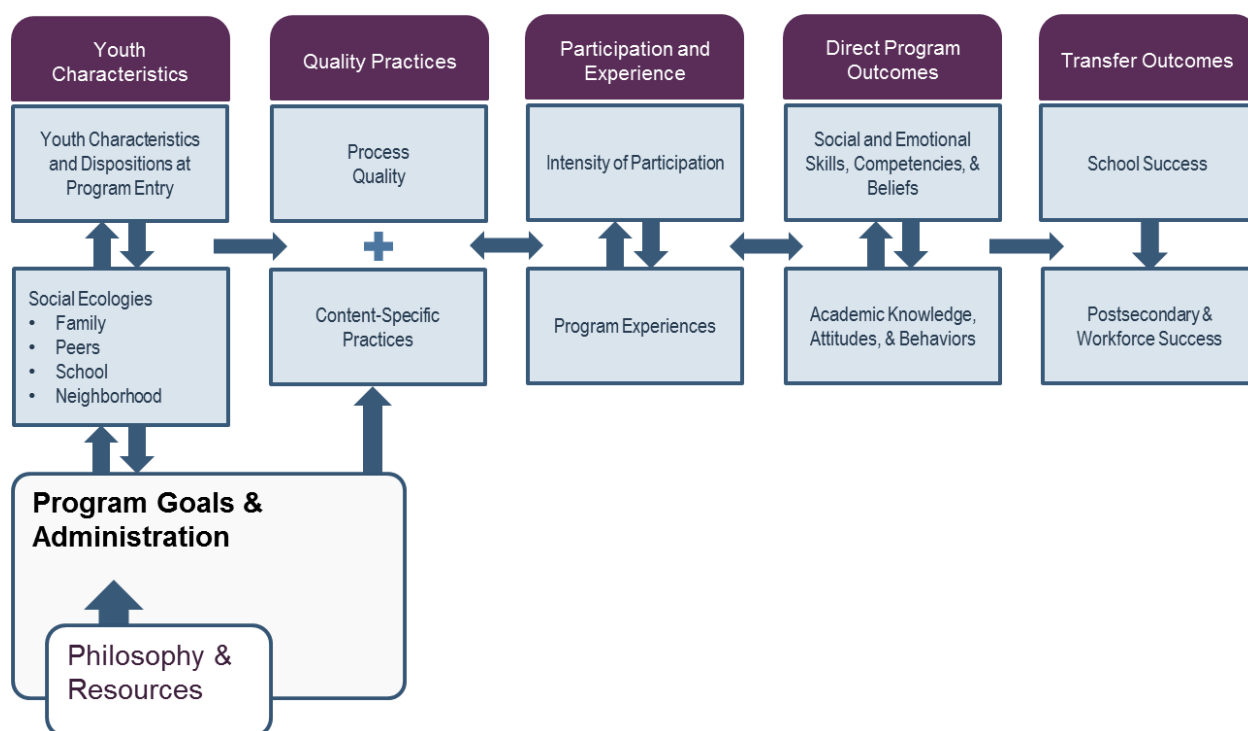 Youth
Characteristics
Quality Practices
Participation and
Experience
Direct Program
Outcomes
Transfer Outcomes
Youth Characteristics
and Dispositions at
Program Entry
Process
Quality
Intensity of Participation
Social and Emotional
Skills, Competencies, &
Beliefs
School Success
Social Ecologies
• Family
• Peers
• School
• Neighborhood
Content-Specific
Practices
Program Experiences
Academic Knowledge,
Attitudes, & Behaviors
Postsecondary &
Workforce Success
Program Goals &
Administration
Philosophy &
Resources